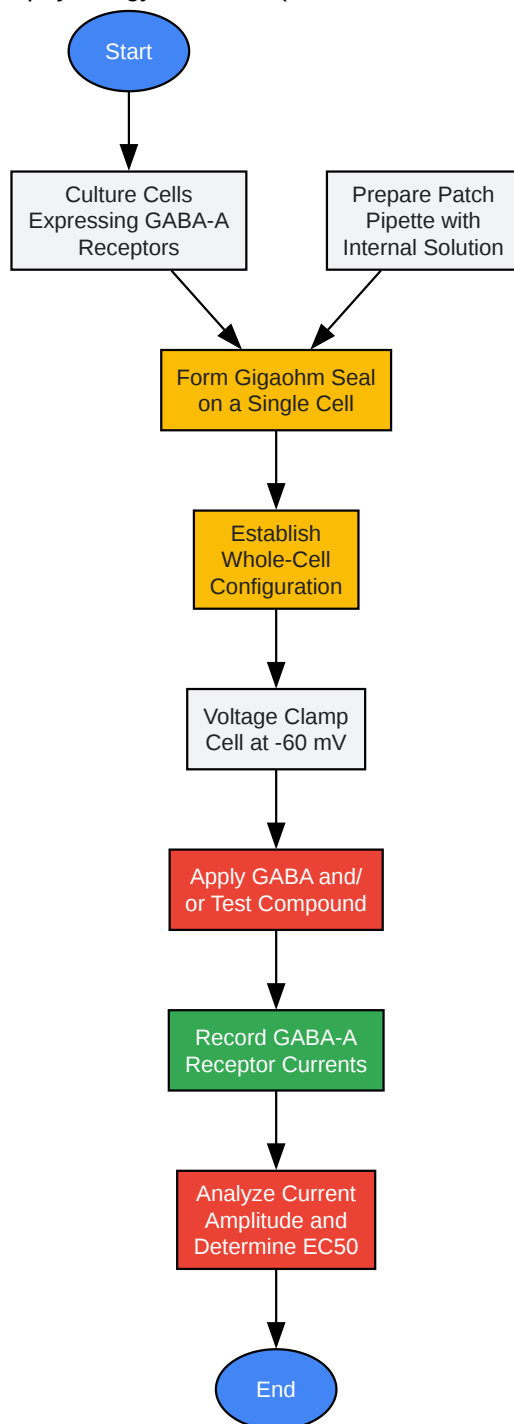 Start
Culture Cells
Expressing GABA-A
Receptors
Prepare Patch
Pipette with
Internal Solution
Form Gigaohm Seal
on a Single Cell
Establish
Whole-Cell
Configuration
Voltage Clamp
Cell at -60 mV
Apply GABA and/
or Test Compound
Record GABA-A
Receptor Currents
Analyze Current
Amplitude and
Determine EC50
End